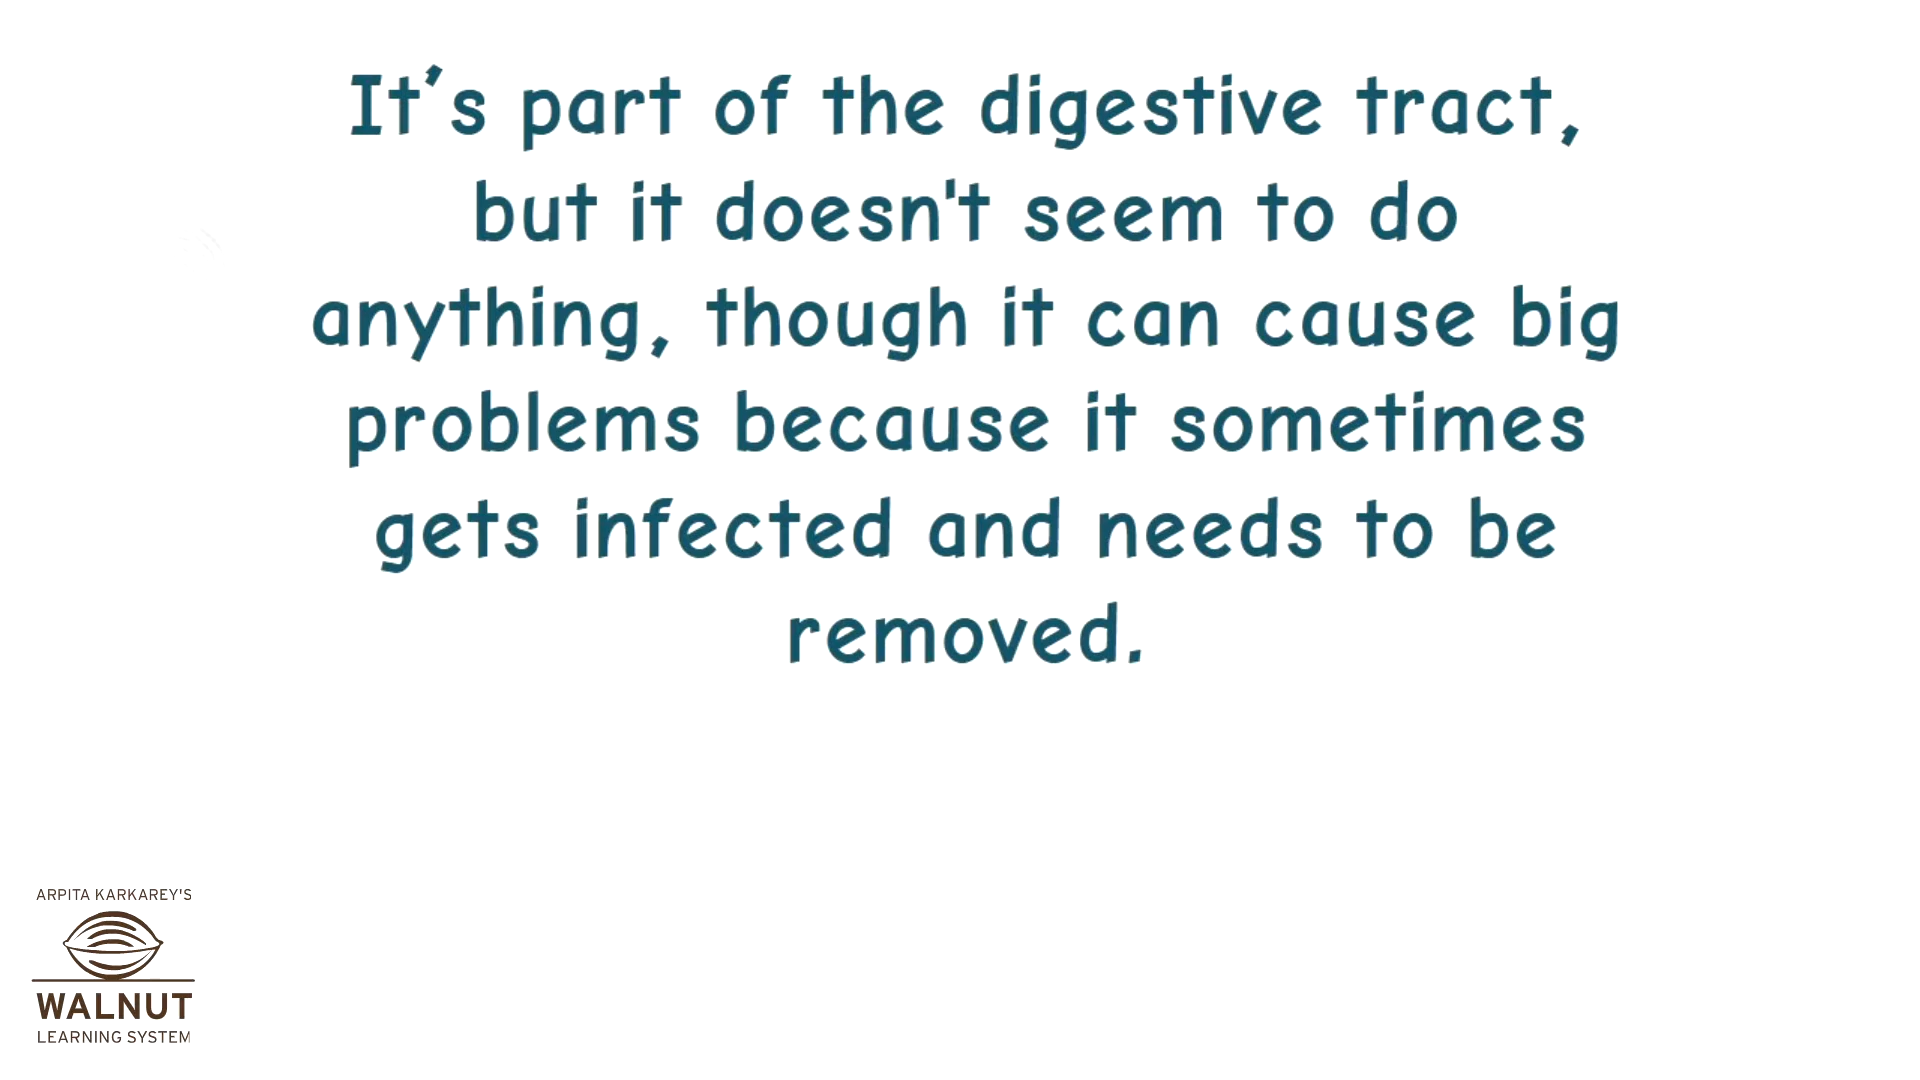 It’s part of the digestive tract,
but it doesn't seem to do
anything, though it can cause big
problems because it sometimes
gets infected and needs to be
removed.
ARPITA KARKAREY'S
WALNUT
LEARNING SYSTEM